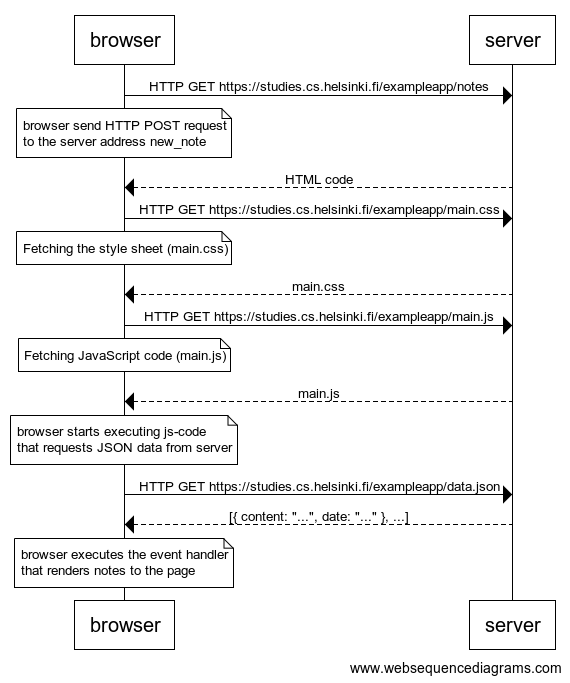 browser
server
HTTP GET https://studies.cs.helsinki.fi/exampleapp/notes
browser send HTTP POST request
to the server address new_note
HTML code
HTTP GET https://studies.cs.helsinki.fi/exampleapp/main.css
Fetching the style sheet (main.css)
main.css
HTTP GET https://studies.cs.helsinki.fi/exampleapp/main.js
Fetching JavaScript code (main.js)
main.js
browser starts executing js-code
that requests JSON data from server
HTTP GET https://studies.cs.helsinki.fi/exampleapp/data.json
[{ content: "...", date: "..." }, ...]
browser executes the event handler
that renders notes to the page
browser
server
www.websequencediagrams.com